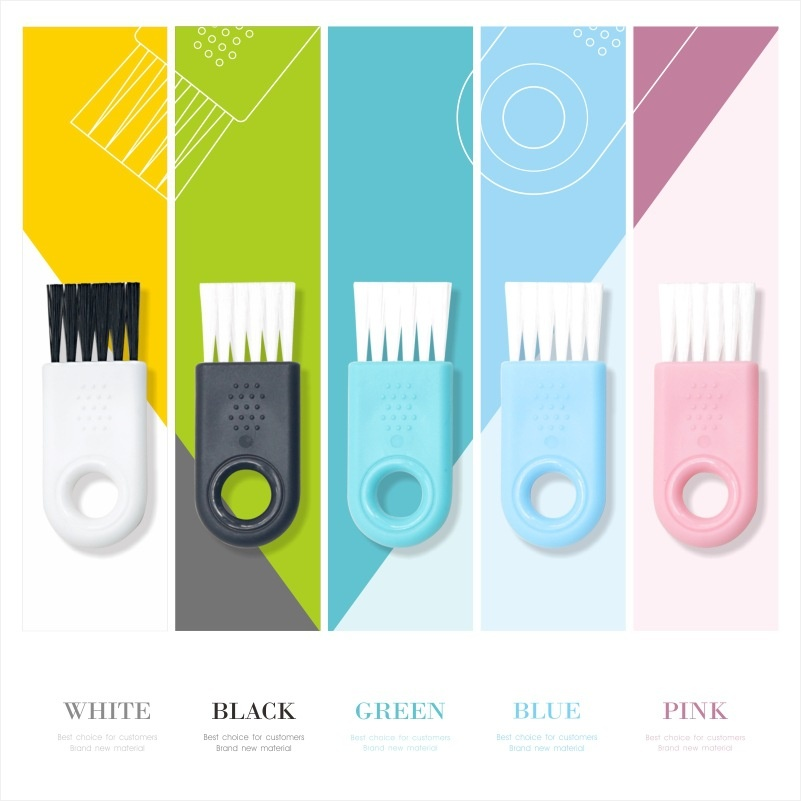 WHITE
Best choice for customers
Brand new material
BLACK
Best choice for customers
Brand new material
GREEN
Best choice for customers
Brand new material
BLUE
Best choice for customers
Brand new material
PINK
Best choice for customers
Brand new material